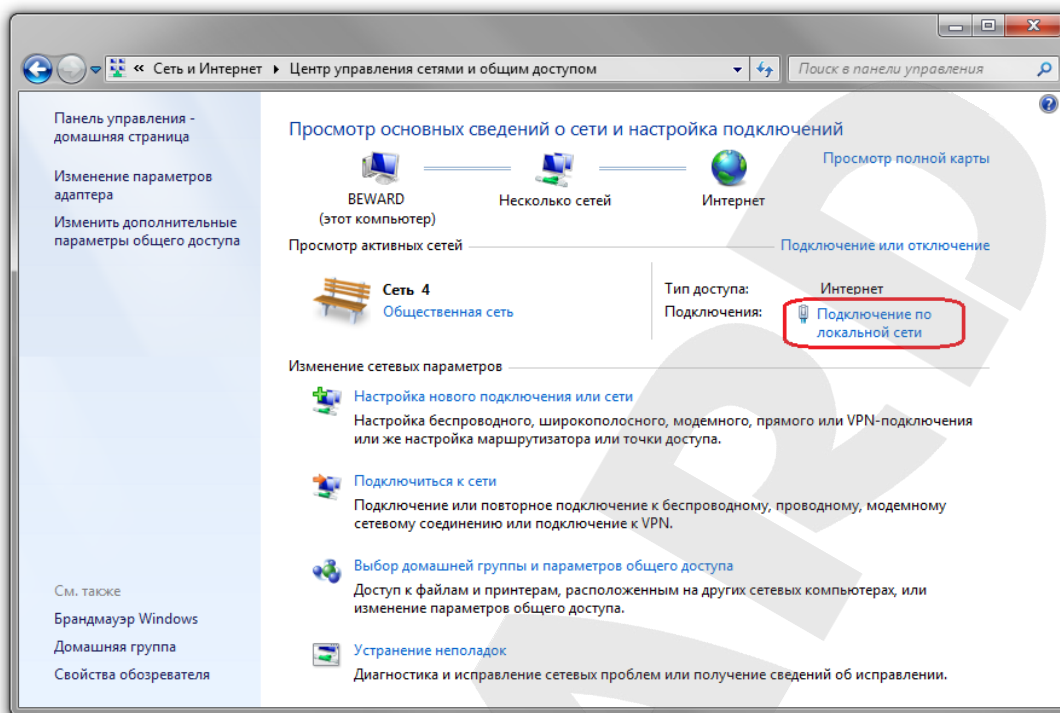 « Сеть и Интернет ▸ Центр управления сетями и общим доступом
Поиск в панели управления
Панель управления -
домашняя страница
Изменение параметров
адаптера
Изменить дополнительные
параметры общего доступа
Просмотр основных сведений о сети и настройка подключений
Просмотр полной карты
BEWARD
(этот компьютер)
Несколько сетей
Интернет
Просмотр активных сетей
Подключение или отключение
Сеть 4
Общественная сеть
Тип доступа: Интернет
Подключения: Подключение по
локальной сети
Изменение сетевых параметров
Настройка нового подключения или сети
Настройка беспроводного, широкополосного, модемного, прямого или VPN-подключения
или же настройка маршрутизатора или точки доступа.
Подключиться к сети
Подключение или повторное подключение к беспроводному, проводному, модемному
сетевому соединению или подключение к VPN.
Выбор домашней группы и параметров общего доступа
Доступ к файлам и принтерам, расположенным на других сетевых компьютерах, или
изменение параметров общего доступа.
Устранение неполадок
Диагностика и исправление сетевых проблем или получение сведений об исправлении.
См. также
Брандмауэр Windows
Домашняя группа
Свойства обозревателя
ARD